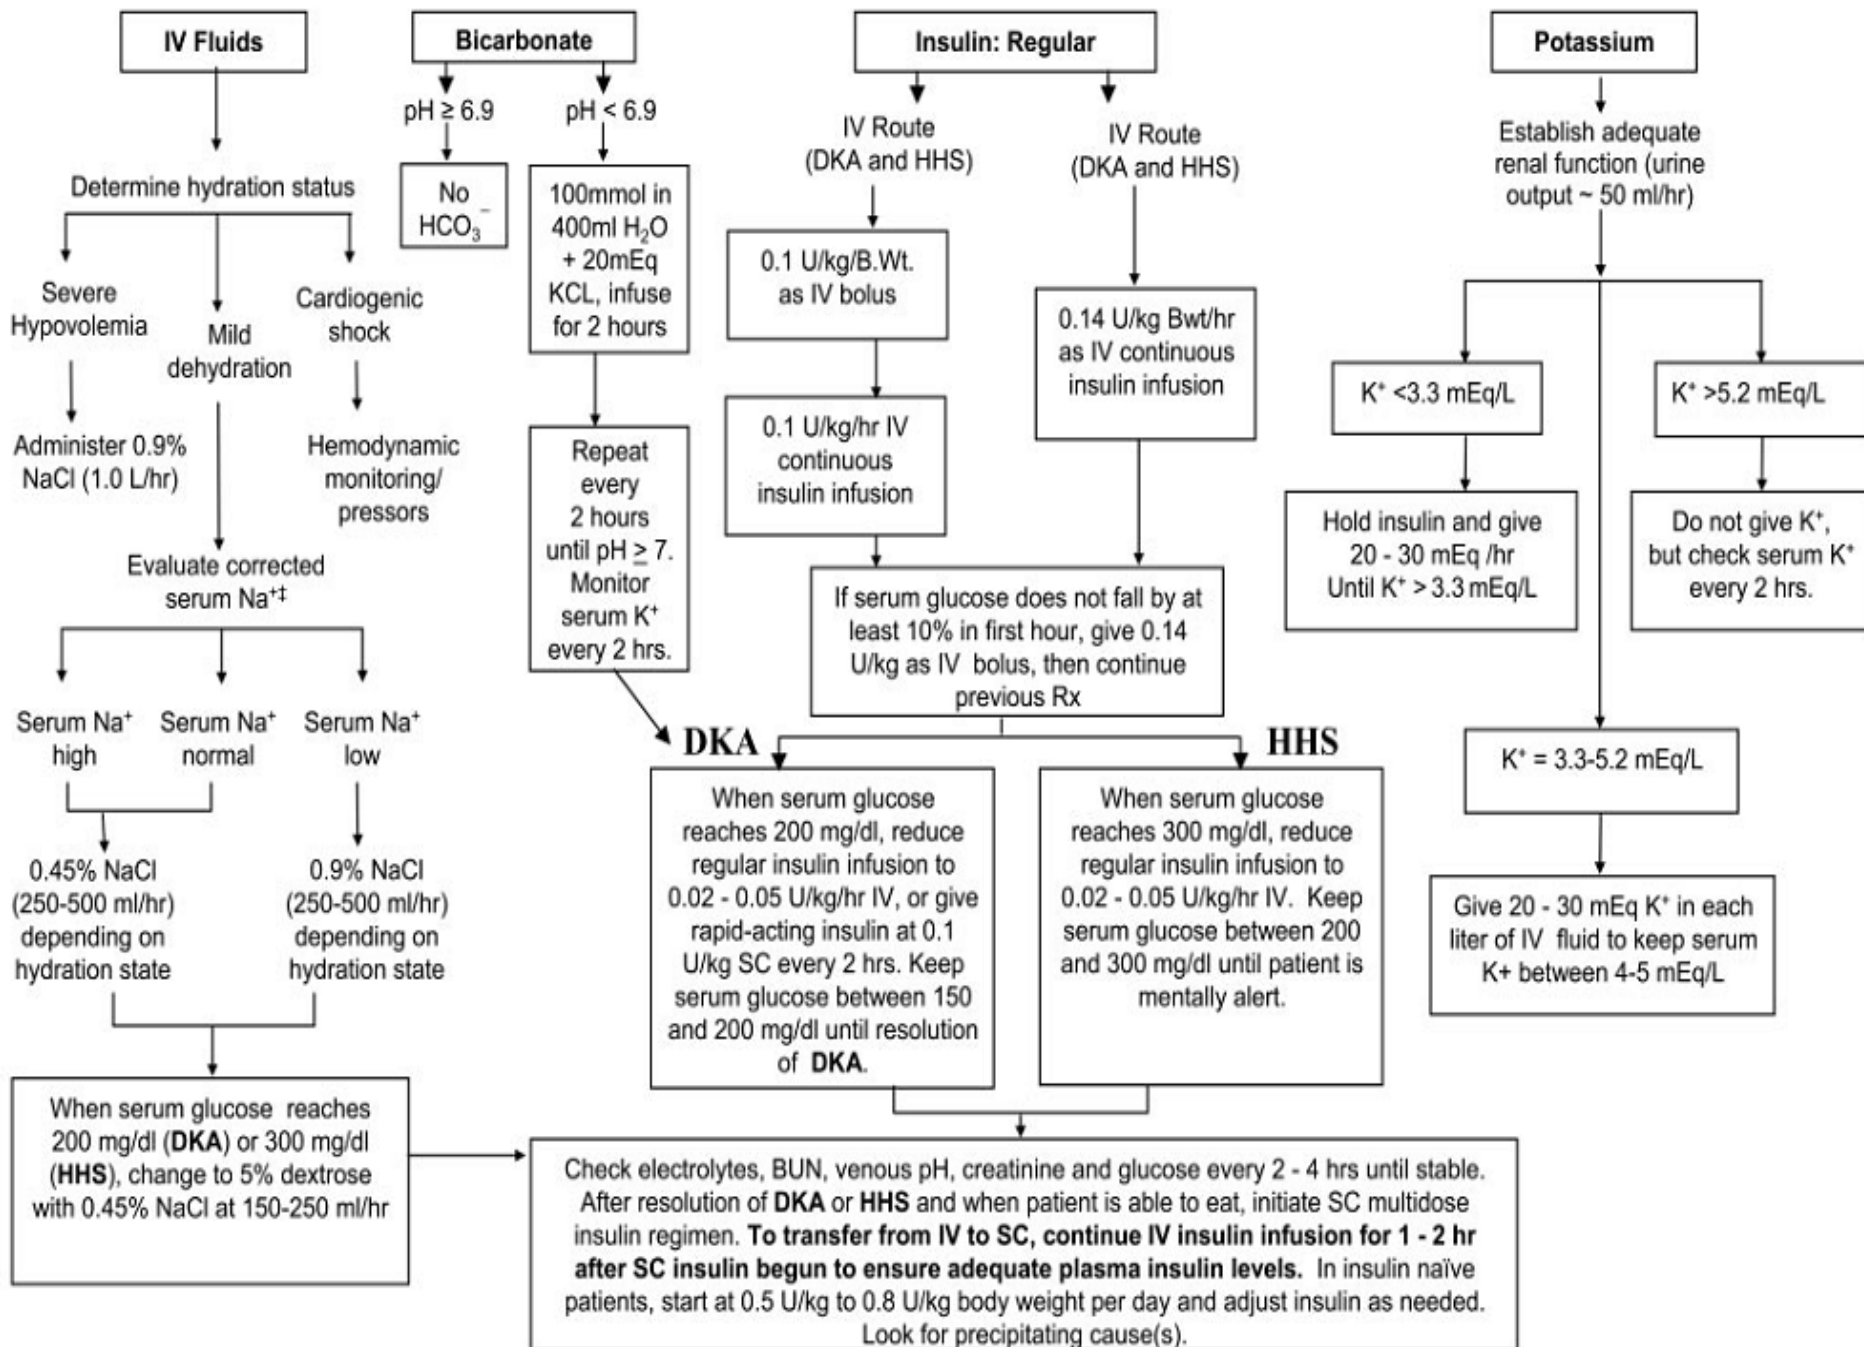 IV Fluids
Determine hydration status
Severe
Hypovolemia
Administer 0.9%
NaCl (1.0 L/hr)
Mild
dehydration
Cardiogenic
shock
Hemodynamic
monitoring/
pressors
Evaluate corrected
serum Na⁺‡
Serum Na⁺
high
Serum Na⁺
normal
Serum Na⁺
low
0.45% NaCl
(250-500 ml/hr)
depending on
hydration state
0.9% NaCl
(250-500 ml/hr)
depending on
hydration state
When serum glucose reaches
200 mg/dl (DKA) or 300 mg/dl
(HHS), change to 5% dextrose
with 0.45% NaCl at 150-250 ml/hr
Bicarbonate
pH ≥ 6.9
No
HCO₃⁻
pH < 6.9
100mmol in
400ml H₂O
+ 20mEq
KCL, infuse
for 2 hours
Repeat
every
2 hours
until pH ≥ 7.
Monitor
serum K⁺
every 2 hrs.
Insulin: Regular
IV Route
(DKA and HHS)
0.1 U/kg/B.Wt.
as IV bolus
0.1 U/kg/hr IV
continuous
insulin infusion
IV Route
(DKA and HHS)
0.14 U/kg Bwt/hr
as IV continuous
insulin infusion
If serum glucose does not fall by at
least 10% in first hour, give 0.14
U/kg as IV bolus, then continue
previous Rx
DKA
When serum glucose
reaches 200 mg/dl, reduce
regular insulin infusion to
0.02 - 0.05 U/kg/hr IV, or give
rapid-acting insulin at 0.1
U/kg SC every 2 hrs. Keep
serum glucose between 150
and 200 mg/dl until resolution
of DKA.
HHS
When serum glucose
reaches 300 mg/dl, reduce
regular insulin infusion to
0.02 - 0.05 U/kg/hr IV. Keep
serum glucose between 200
and 300 mg/dl until patient is
mentally alert.
Potassium
Establish adequate
renal function (urine
output ~ 50 ml/hr)
K⁺ <3.3 mEq/L
Hold insulin and give
20 - 30 mEq /hr
Until K⁺ > 3.3 mEq/L
K⁺ >5.2 mEq/L
Do not give K⁺,
but check serum K⁺
every 2 hrs.
K⁺ = 3.3-5.2 mEq/L
Give 20 - 30 mEq K⁺ in each
liter of IV fluid to keep serum
K+ between 4-5 mEq/L
Check electrolytes, BUN, venous pH, creatinine and glucose every 2 - 4 hrs until stable.
After resolution of DKA or HHS and when patient is able to eat, initiate SC multidose
insulin regimen. To transfer from IV to SC, continue IV insulin infusion for 1 - 2 hr
after SC insulin begun to ensure adequate plasma insulin levels. In insulin naïve
patients, start at 0.5 U/kg to 0.8 U/kg body weight per day and adjust insulin as needed.
Look for precipitating cause(s).